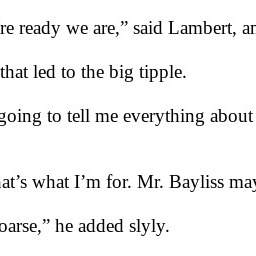 re ready we are,” said Lambert, an
that led to the big tipple.
going to tell me everything about
at’s what I’m for. Mr. Bayliss may
oarse,” he added slyly.